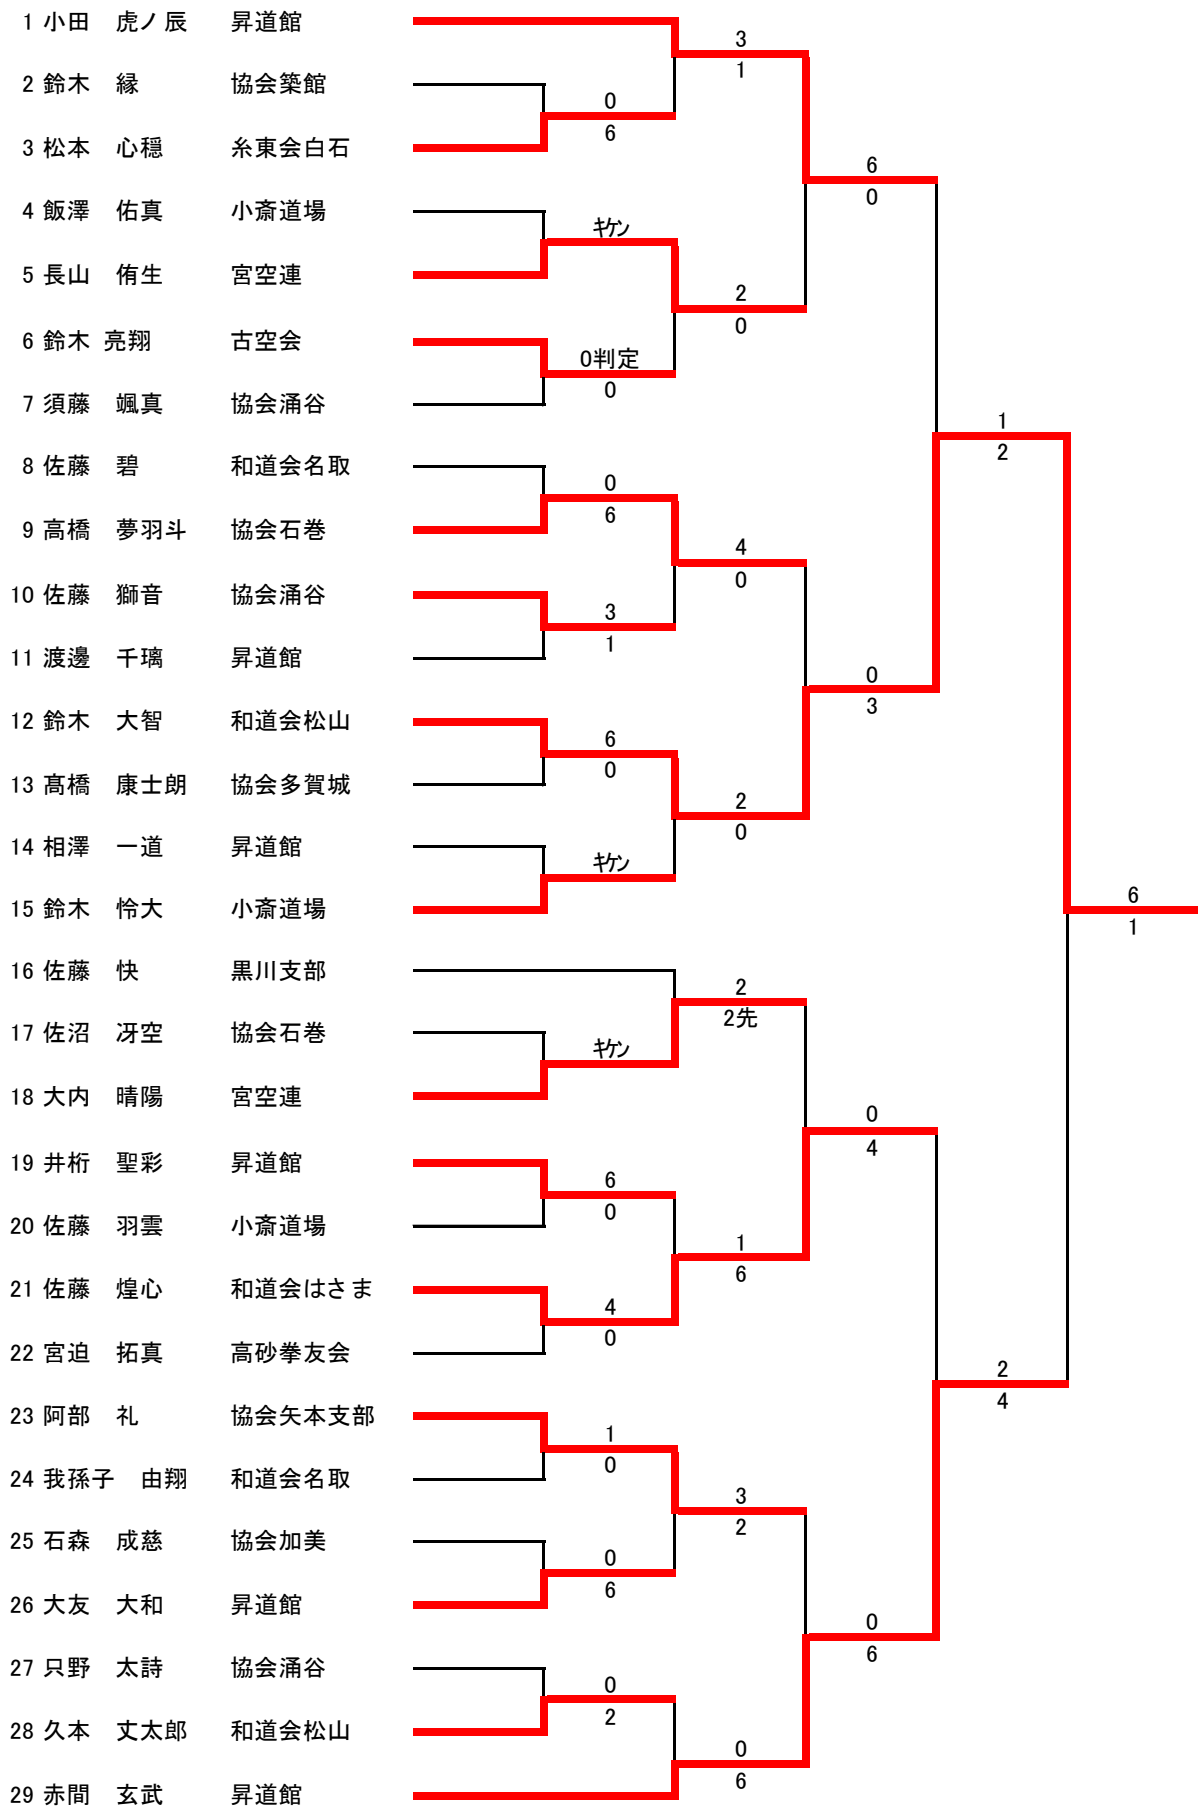 1 小田　虎ノ辰　昇道館
3
1
2 鈴木　縁　協会築館
0
6
3 松本　心穏　糸東会白石
6
0
4 飯澤　佑真　小斎道場
ｷｹﾝ
5 長山　侑生　宮空連
2
0
6 鈴木 亮翔　古空会
0判定
0
7 須藤　颯真　協会涌谷
1
2
8 佐藤　碧　和道会名取
0
6
9 高橋　夢羽斗　協会石巻
4
0
10 佐藤　獅音　協会涌谷
3
1
11 渡邊　千璃　昇道館
0
3
12 鈴木　大智　和道会松山
6
0
13 髙橋　康士朗　協会多賀城
2
0
14 相澤　一道　昇道館
ｷｹﾝ
15 鈴木　怜大　小斎道場
6
1
16 佐藤　快　黒川支部
2
2先
17 佐沼　冴空　協会石巻
ｷｹﾝ
18 大内　晴陽　宮空連
0
4
19 井桁　聖彩　昇道館
6
0
20 佐藤　羽雲　小斎道場
1
6
21 佐藤　煌心　和道会はさま
4
0
22 宮迫　拓真　高砂拳友会
2
4
23 阿部　礼　協会矢本支部
1
0
24 我孫子　由翔　和道会名取
3
2
25 石森　成慈　協会加美
0
6
26 大友　大和　昇道館
0
6
27 只野　太詩　協会涌谷
0
2
28 久本　丈太郎　和道会松山
0
6
29 赤間　玄武　昇道館